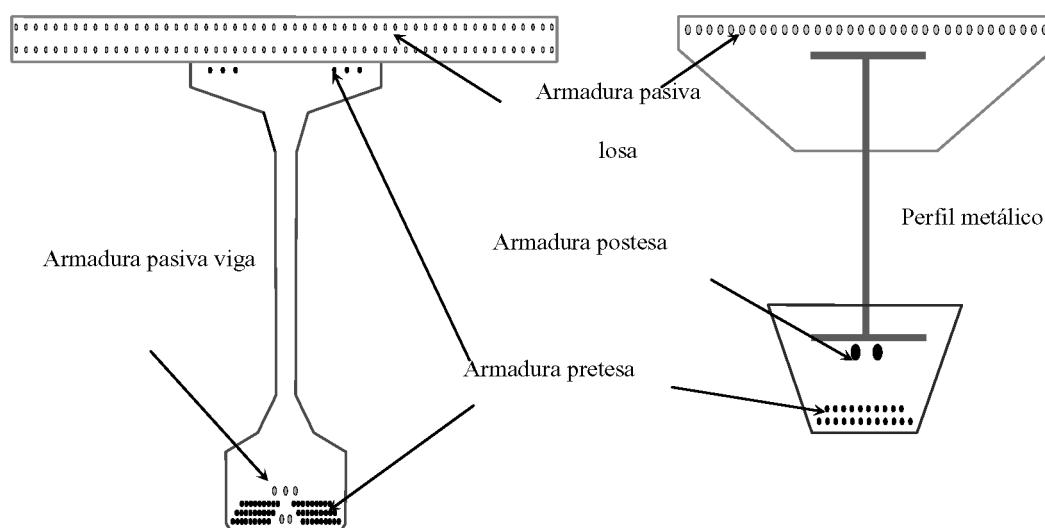 Armadura pasiva
losa
Perfil metálico
Armadura postesa
Armadura pasiva viga
Armadura pretesa